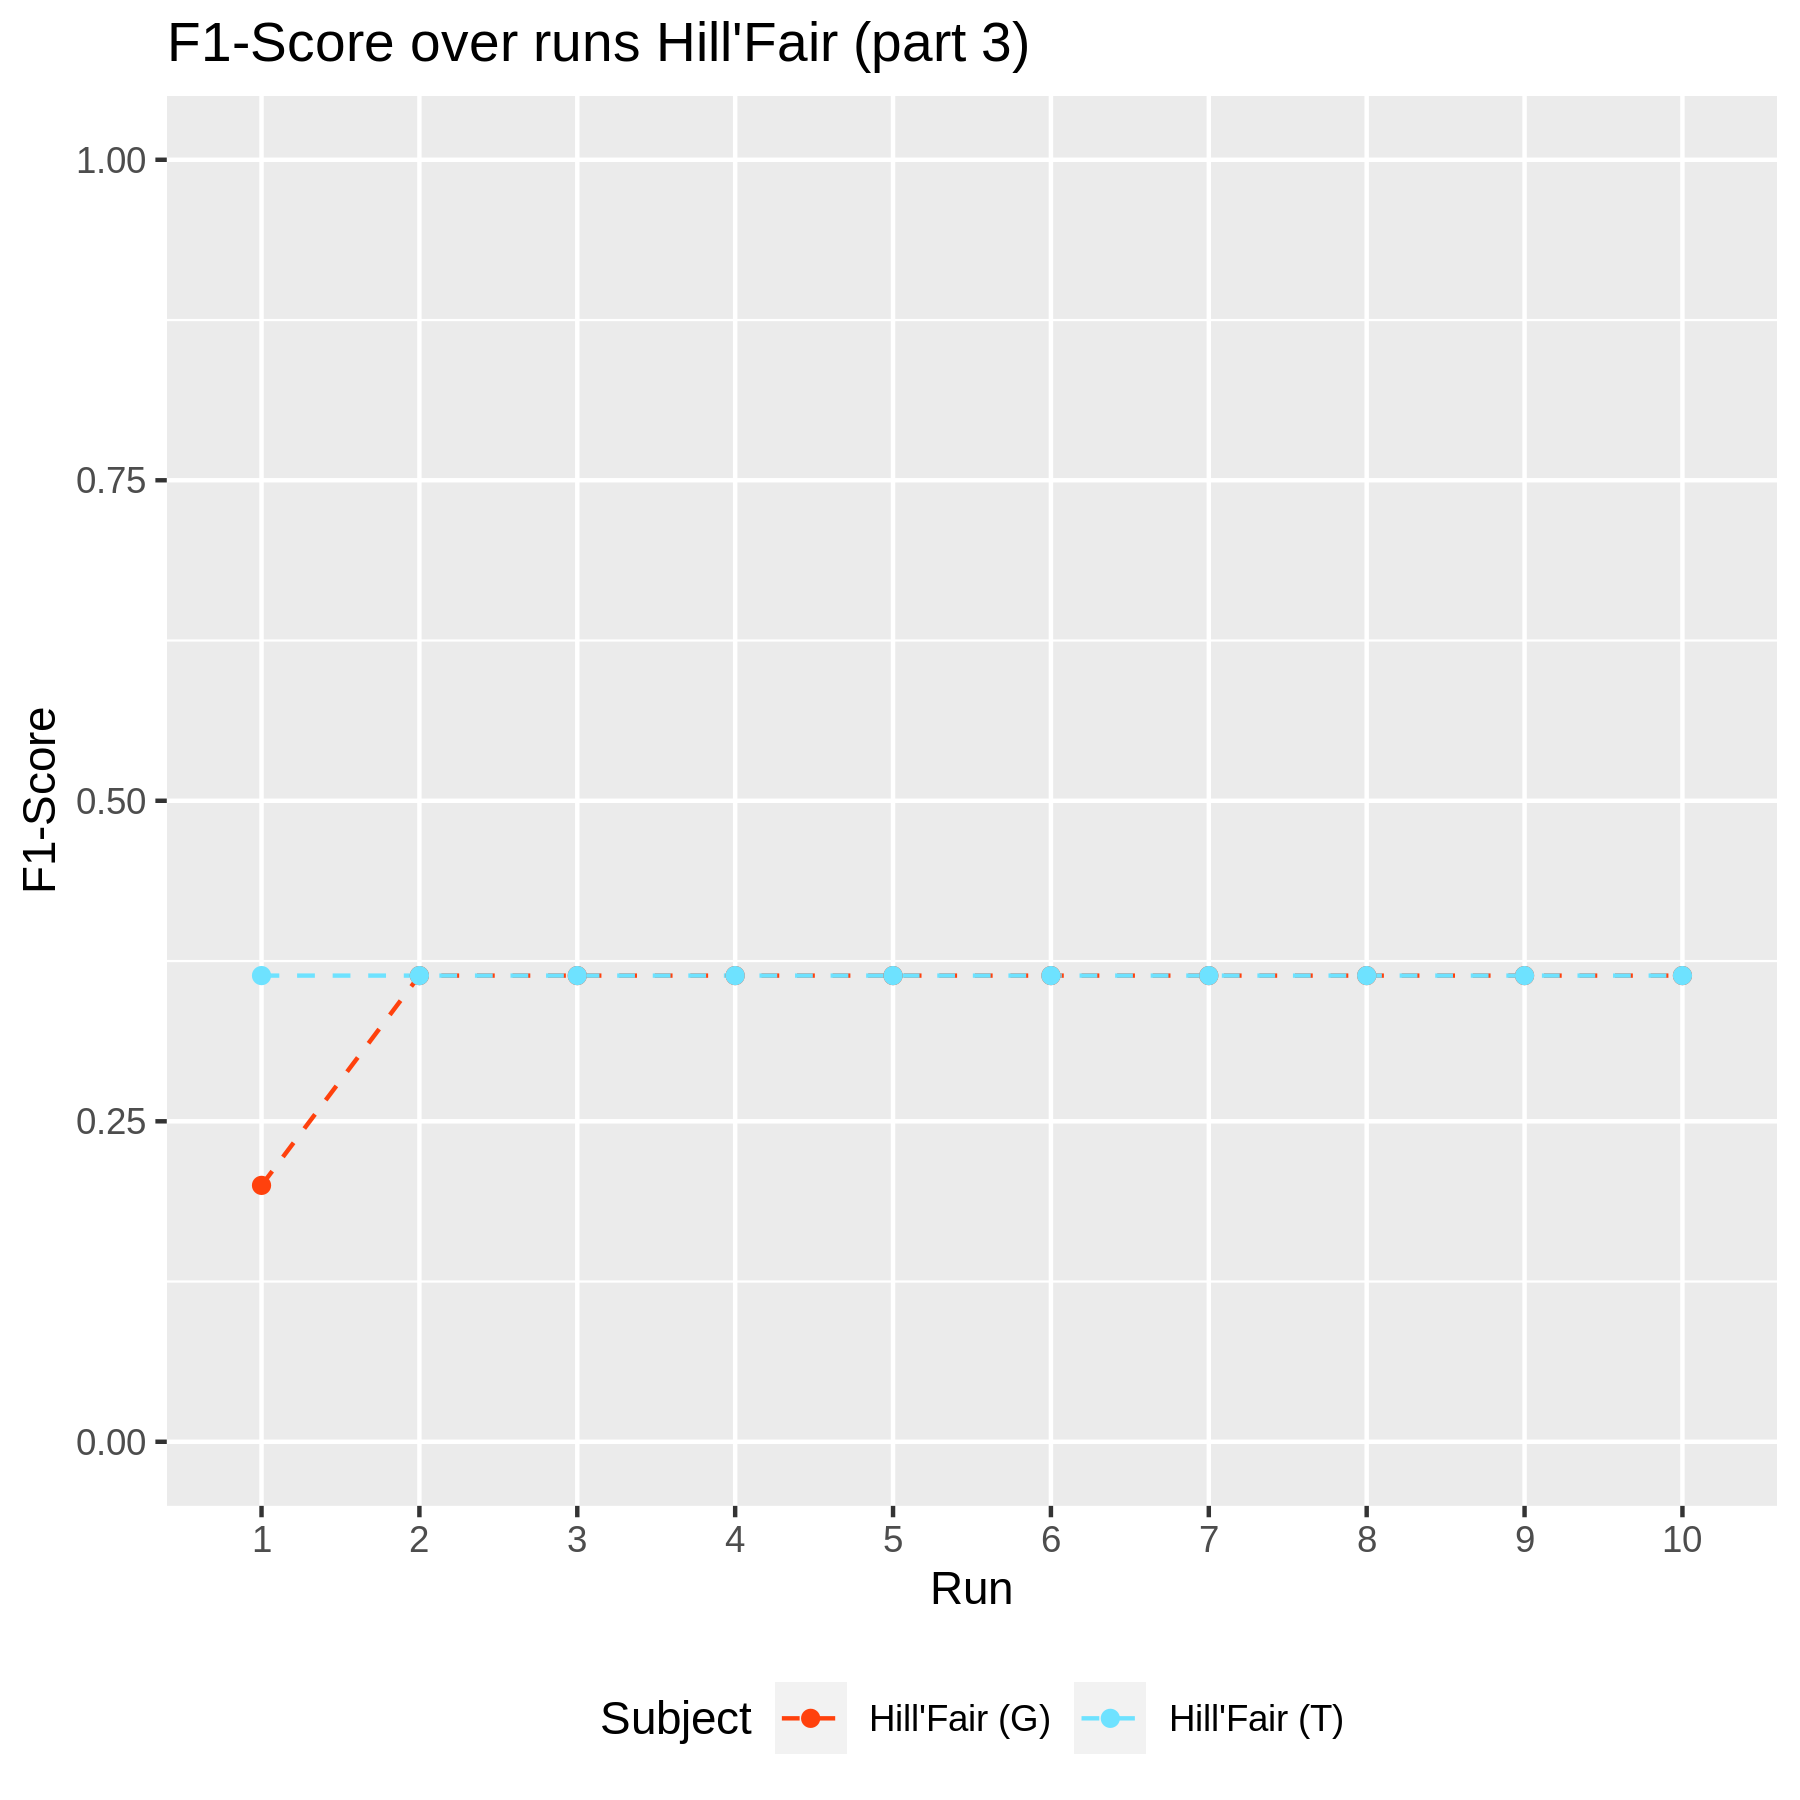 F1-Score over runs Hill'Fair (part 3)
F1-Score
1.00
0.75
0.50
0.25
0.00
1 2 3 4 5 6 7 8 9 10
Run
Subject Hill'Fair (G) Hill'Fair (T)